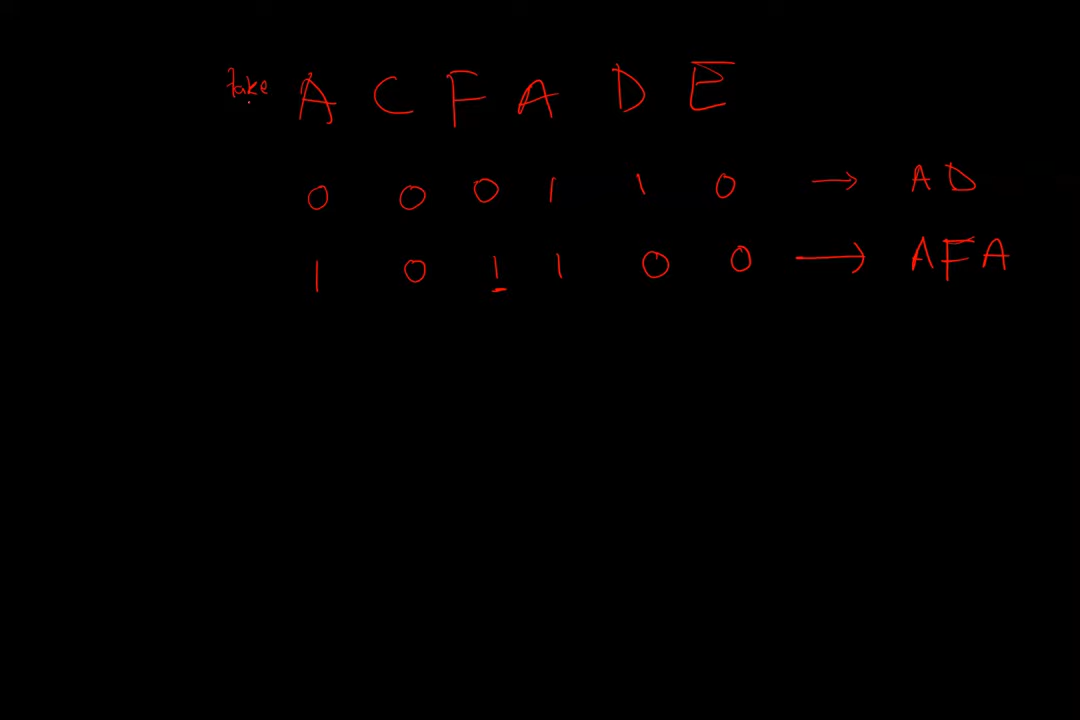 take A C F A D E
0 0 0 1 1 0 → A D
1 0 1 1 0 0 → A F A